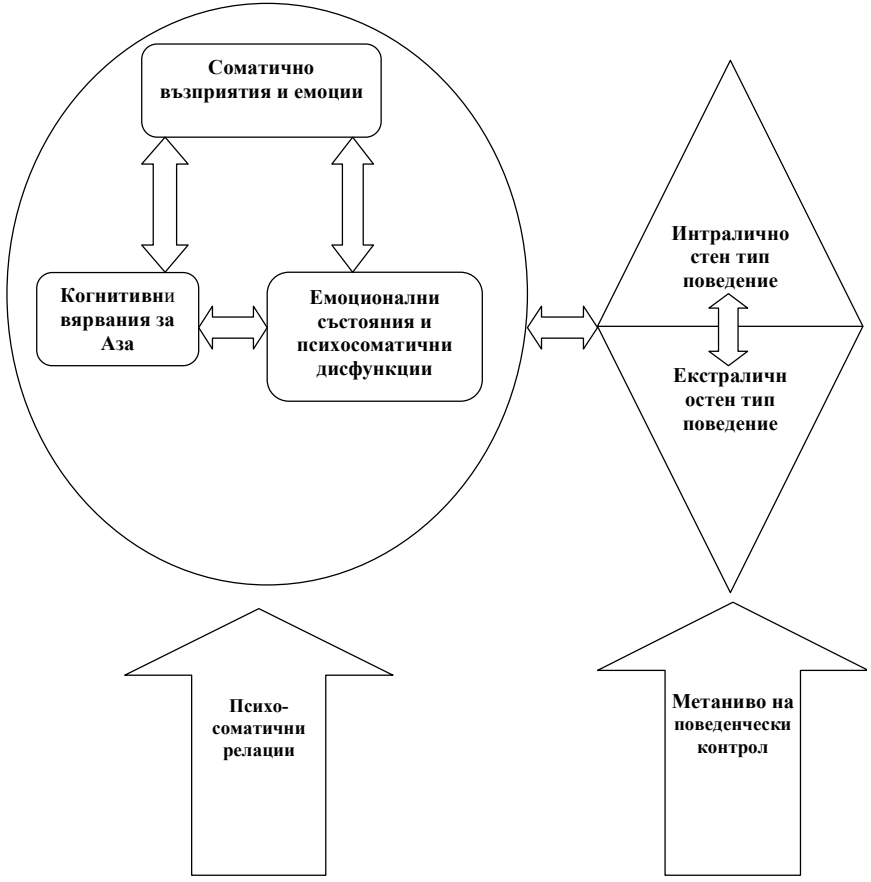 Соматично
възприятия и емоции
Когнитивни
вярвания за
Аза
Емоционални
състояния и
психосоматични
дисфункции
Интралично
стен тип
поведение
Екстраличн
остен тип
поведение
Психо-
соматични
релации
Метаниво на
поведенчески
контрол